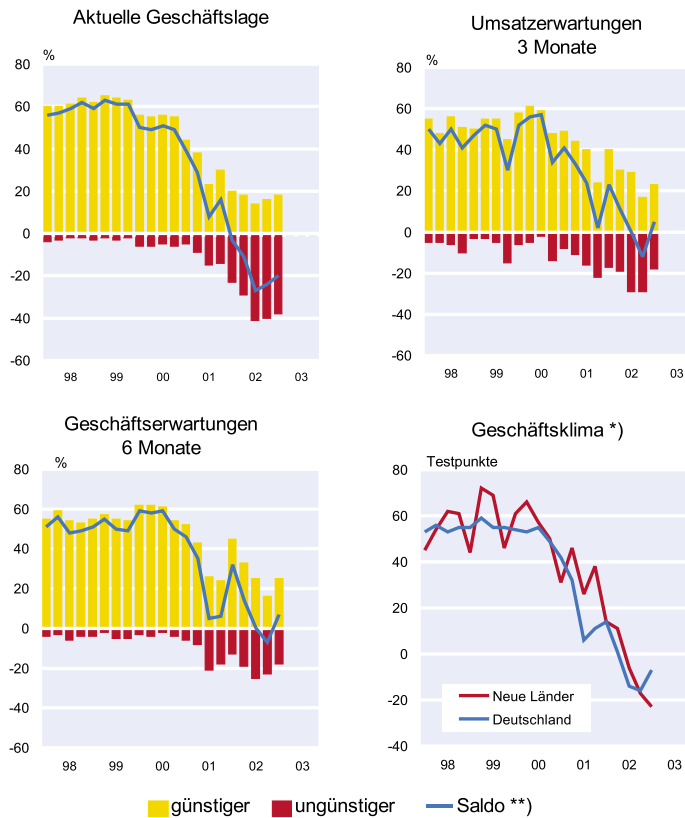 Aktuelle Geschäftslage
%
80
60
40
20
0
-20
-40
-60
98 99 00 01 02 03
Umsatzerwartungen
3 Monate
%
80
60
40
20
0
-20
-40
-60
98 99 00 01 02 03
Geschäftserwartungen
6 Monate
%
80
60
40
20
0
-20
-40
-60
98 99 00 01 02 03
Geschäftsklima *)
Testpunkte
80
60
40
20
0
-20
-40
Neue Länder
Deutschland
98 99 00 01 02 03
günstiger ungünstiger Saldo **)